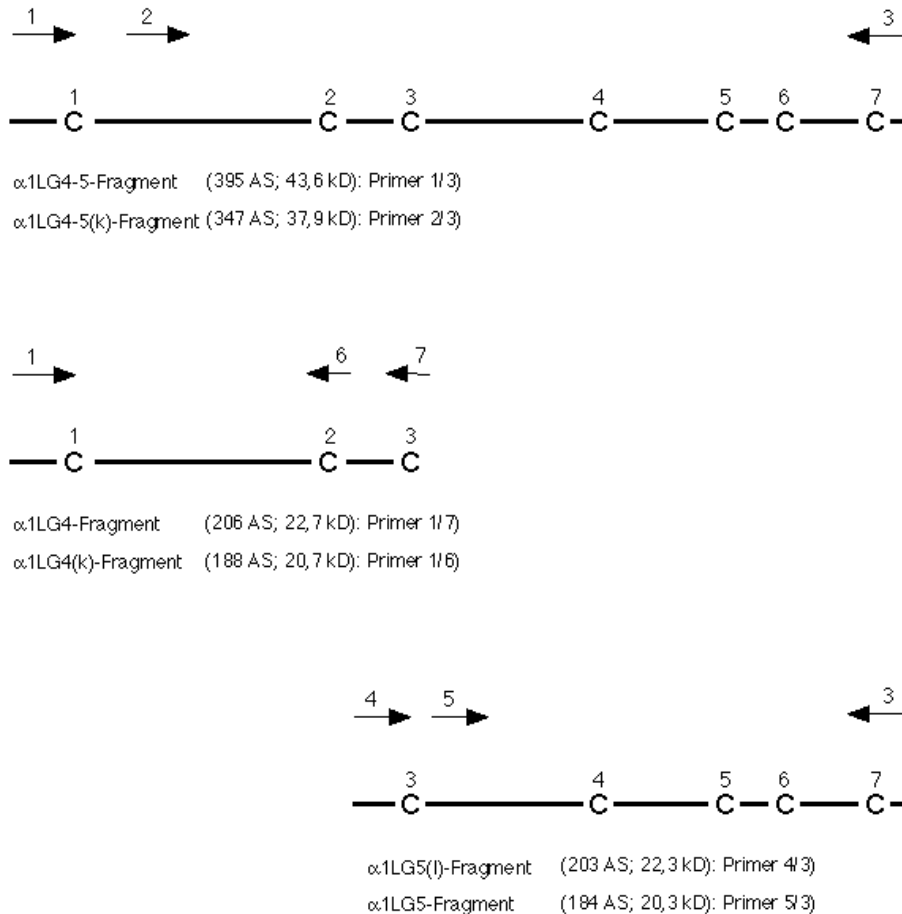 1 2 3
1 2 3 4 5 6 7
C C C C C C C
α1LG4-5-Fragment (395 AS; 43,6 kD): Primer 1/3)
α1LG4-5(k)-Fragment (347 AS; 37,9 kD): Primer 2/3)
1 6 7
1 2 3
C C C
α1LG4-Fragment (206 AS; 22,7 kD): Primer 1/7)
α1LG4(k)-Fragment (188 AS; 20,7 kD): Primer 1/6)
4 5 3
3 4 5 6 7
C C C C C
α1LG5(l)-Fragment (203 AS; 22,3 kD): Primer 4/3)
α1LG5-Fragment (184 AS; 20,3 kD): Primer 5/3)